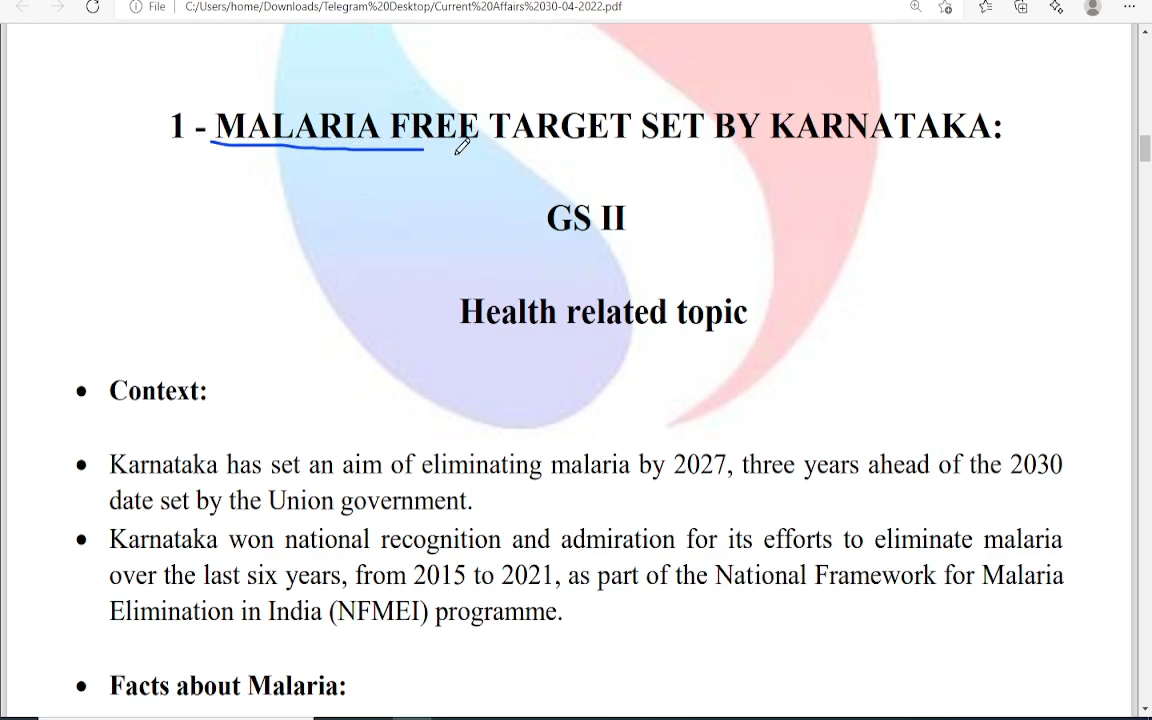 File
C:/Users/home/Downloads/Telegram%20Desktop/Current%20Affairs%2030-04-2022.pdf
1 - MALARIA FREE TARGET SET BY KARNATAKA:
GS II
Health related topic
• Context:
• Karnataka has set an aim of eliminating malaria by 2027, three years ahead of the 2030
date set by the Union government.
• Karnataka won national recognition and admiration for its efforts to eliminate malaria
over the last six years, from 2015 to 2021, as part of the National Framework for Malaria
Elimination in India (NFMEI) programme.
• Facts about Malaria: